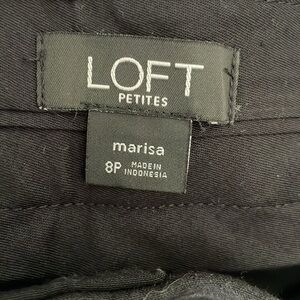 LOFT
PETITES
marisa
8P MADE IN
INDONESIA